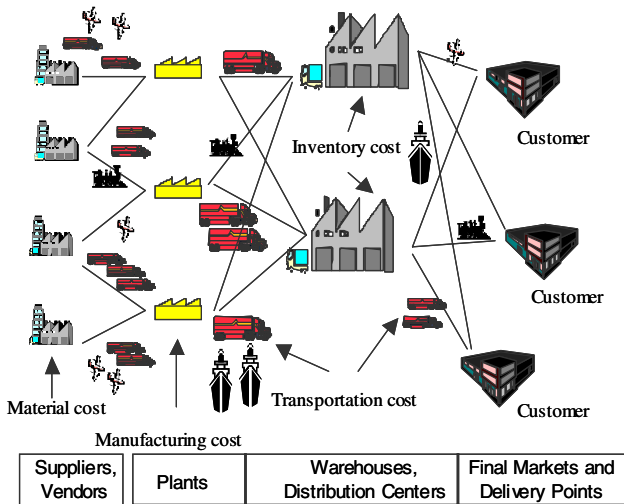 Customer
Inventory cost
Customer
Customer
Material cost
Transportation cost
Manufacturing cost
Suppliers,
Vendors
Plants
Warehouses,
Distribution Centers
Final Markets and
Delivery Points